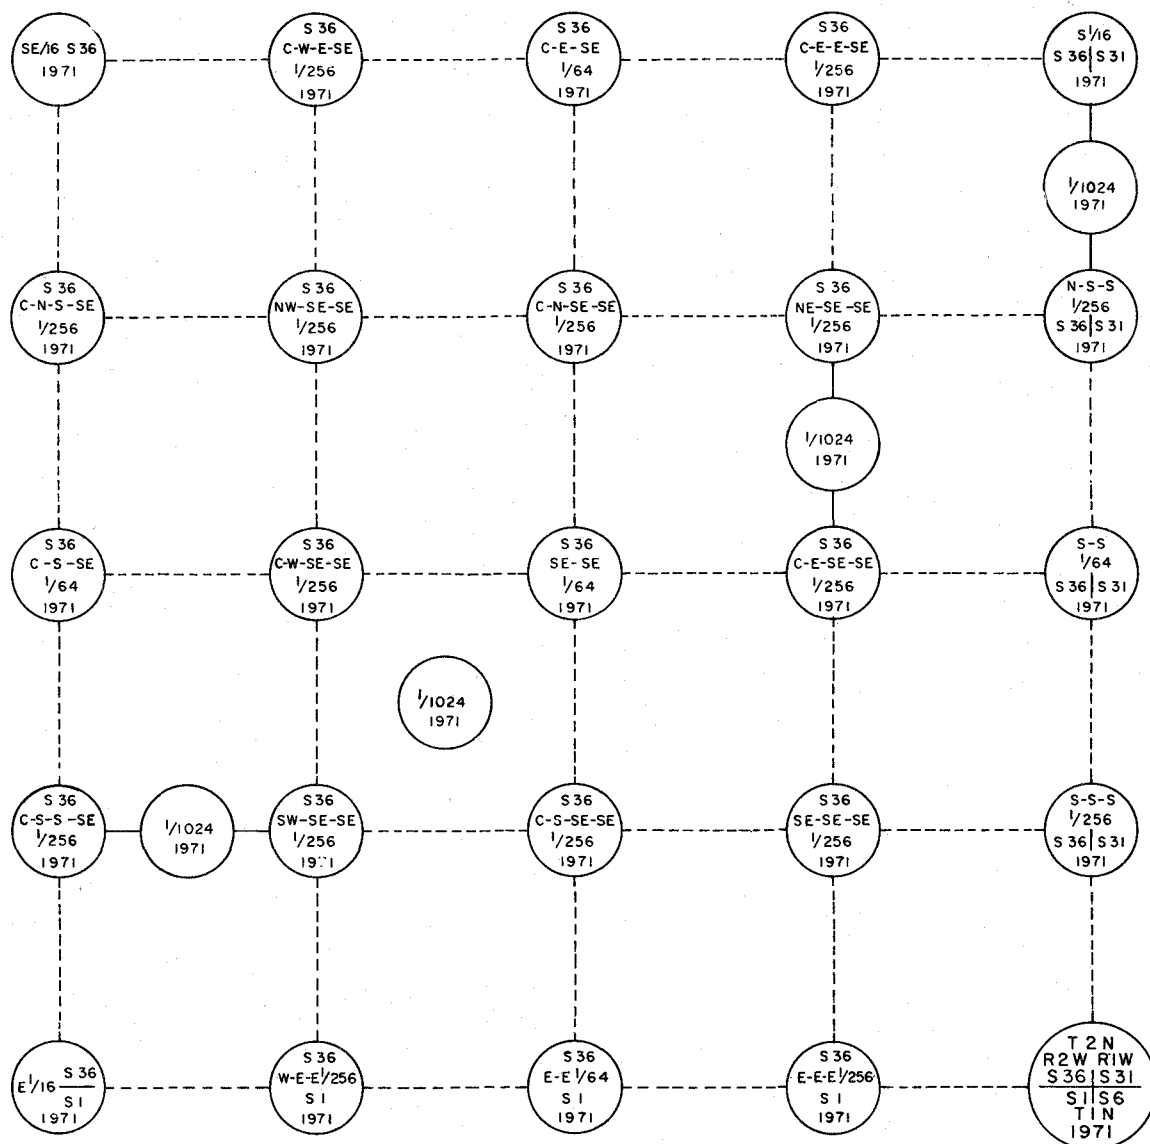 SE/16 S 36
1971
S 36
C-W-E-SE
1/256
1971
S 36
C-E-SE
1/64
1971
S 36
C-E-E-SE
1/256
1971
S1/16
S 36|S 31
1971
1/1024
1971
S 36
C-N-S-SE
1/256
1971
S 36
NW-SE-SE
1/256
1971
S 36
C-N-SE-SE
1/256
1971
S 36
NE-SE-SE
1/256
1971
N-S-S
1/256
S 36|S 31
1971
1/1024
1971
S 36
C-S-SE
1/64
1971
S 36
C-W-SE-SE
1/256
1971
S 36
SE-SE
1/64
1971
S 36
C-E-SE-SE
1/256
1971
S-S
1/64
S 36|S 31
1971
1/1024
1971
S 36
C-S-S-SE
1/256
1971
1/1024
1971
S 36
SW-SE-SE
1/256
1971
S 36
C-S-SE-SE
1/256
1971
S 36
SE-SE-SE
1/256
1971
S-S-S
1/256
S 36|S 31
1971
E1/16 S 36
S 1
1971
S 36
W-E-E1/256
S 1
1971
S 36
E-E 1/64
S 1
1971
S 36
E-E-E1/256
S 1
1971
T 2 N
R 2 W R 1 W
S 36|S 31
S 1|S 6
T 1 N
1971